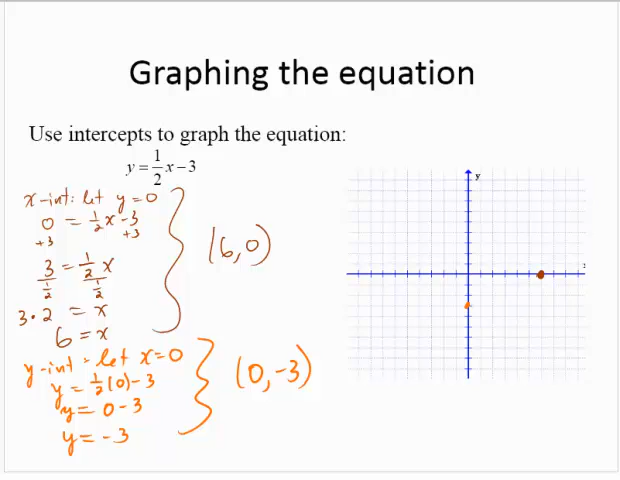 Graphing the equation
Use intercepts to graph the equation:
y = 1/2 x - 3
x-int: let y=0
0 = 1/2 x - 3
+3 +3
3 = 1/2 x
1/2 1/2
3 • 2 = x
6 = x
(6, 0)
y-int = let x=0
y = 1/2 (0) - 3
y = 0 - 3
y = -3
(0, -3)
y